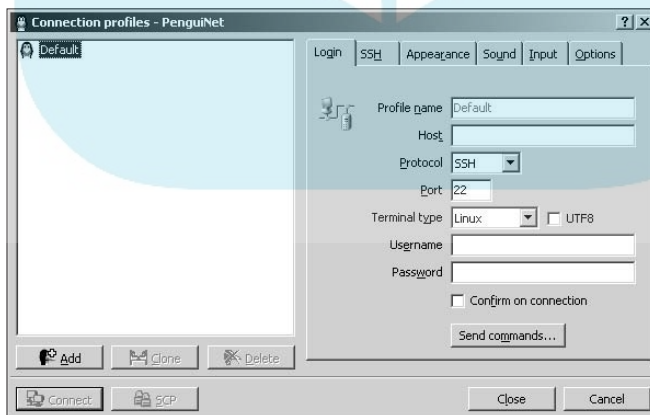 Connection profiles - PenguiNet
Default
Login SSH Appearance Sound Input Options
Profile name Default
Host
Protocol SSH
Port 22
Terminal type Linux UTF8
Username
Password
Confirm on connection
Send commands...
Add Clone Delete
Connect SCP Close Cancel